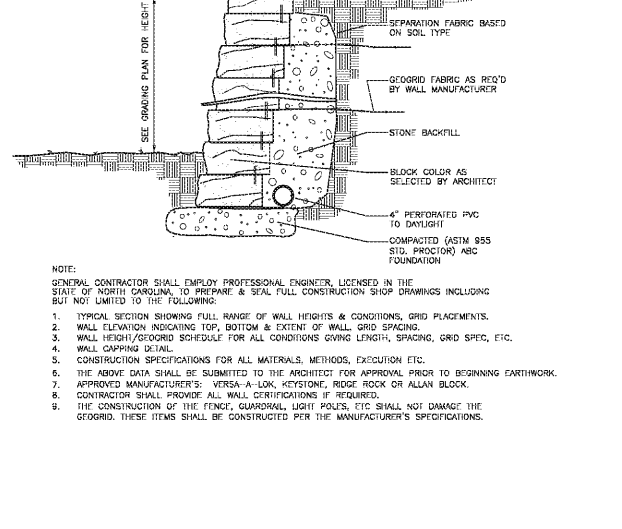 SEPARATION FABRIC BASED
ON SOIL TYPE
SEE GRADING PLAN FOR HEIGHT
GEOGRID FABRIC AS REQ'D
BY WALL MANUFACTURER
STONE BACKFILL
BLOCK COLOR AS
SELECTED BY ARCHITECT
4" PERFORATED PVC
TO DAYLIGHT
COMPACTED (ASTM 955
STD. PROCTOR) ABC
FOUNDATION
NOTE:
GENERAL CONTRACTOR SHALL EMPLOY PROFESSIONAL ENGINEER, LICENSED IN THE
STATE OF NORTH CAROLINA, TO PREPARE & SEAL FULL CONSTRUCTION SHOP DRAWINGS INCLUDING
BUT NOT LIMITED TO THE FOLLOWING:
1. TYPICAL SECTION SHOWING FULL RANGE OF WALL HEIGHTS & CONDITIONS, GRID PLACEMENTS.
2. WALL ELEVATION INDICATING TOP, BOTTOM & EXTENT OF WALL, GRID SPACING.
3. WALL HEIGHT/GEOGRID SCHEDULE FOR ALL CONDITIONS GIVING LENGTH, SPACING, GRID SPEC, ETC.
4. WALL CAPPING DETAIL.
5. CONSTRUCTION SPECIFICATIONS FOR ALL MATERIALS, METHODS, EXECUTION ETC.
6. THE ABOVE DATA SHALL BE SUBMITTED TO THE ARCHITECT FOR APPROVAL PRIOR TO BEGINNING EARTHWORK.
7. APPROVED MANUFACTURER'S: VERSA-A-LOK, KEYSTONE, RIDGE ROCK OR ALLAN BLOCK.
8. CONTRACTOR SHALL PROVIDE ALL WALL CERTIFICATIONS IF REQUIRED.
9. THE CONSTRUCTION OF THE FENCE, GUARDRAIL, LIGHT POLES, ETC SHALL NOT DAMAGE THE
GEOGRID. THESE ITEMS SHALL BE CONSTRUCTED PER THE MANUFACTURER'S SPECIFICATIONS.